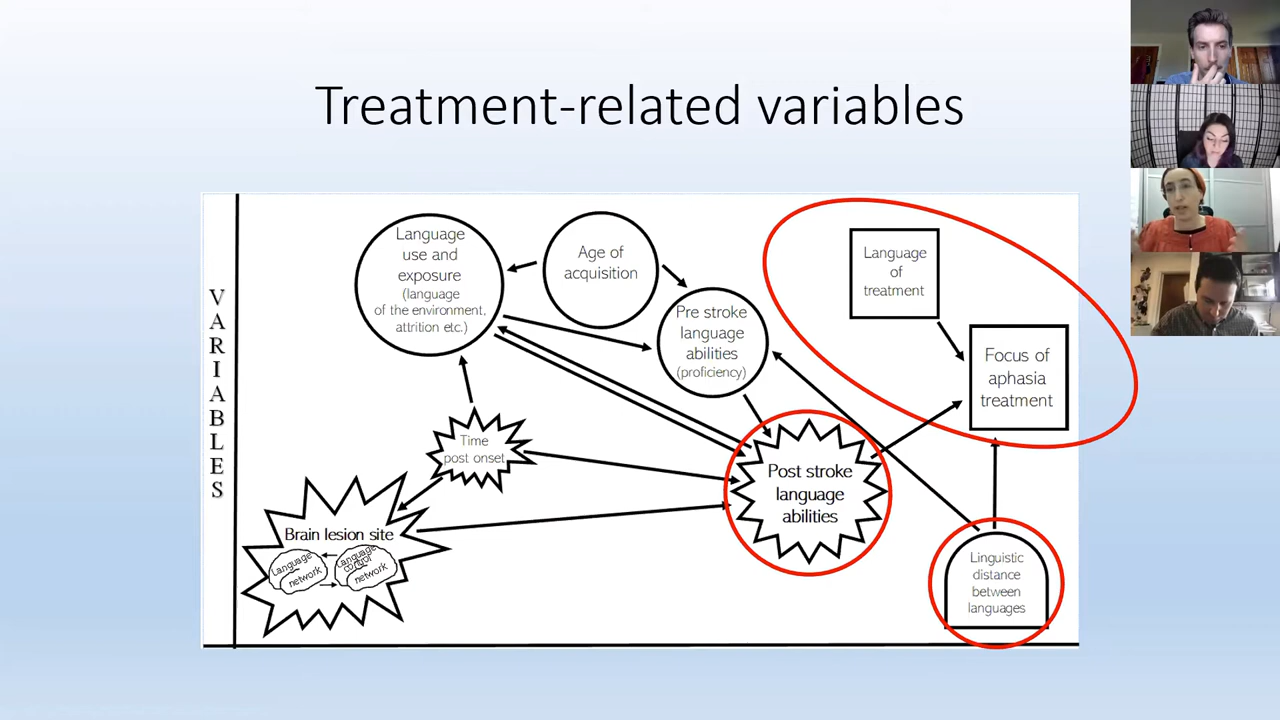 Treatment-related variables
VARIABLES
Language
use and
exposure
(language
of the environment,
attrition etc.)
Age of
acquisition
Pre stroke
language
abilities
(proficiency)
Language
of
treatment
Focus of
aphasia
treatment
Time
post onset
Post stroke
language
abilities
Brain lesion site
Language
network
Language
control
network
Linguistic
distance
between
languages